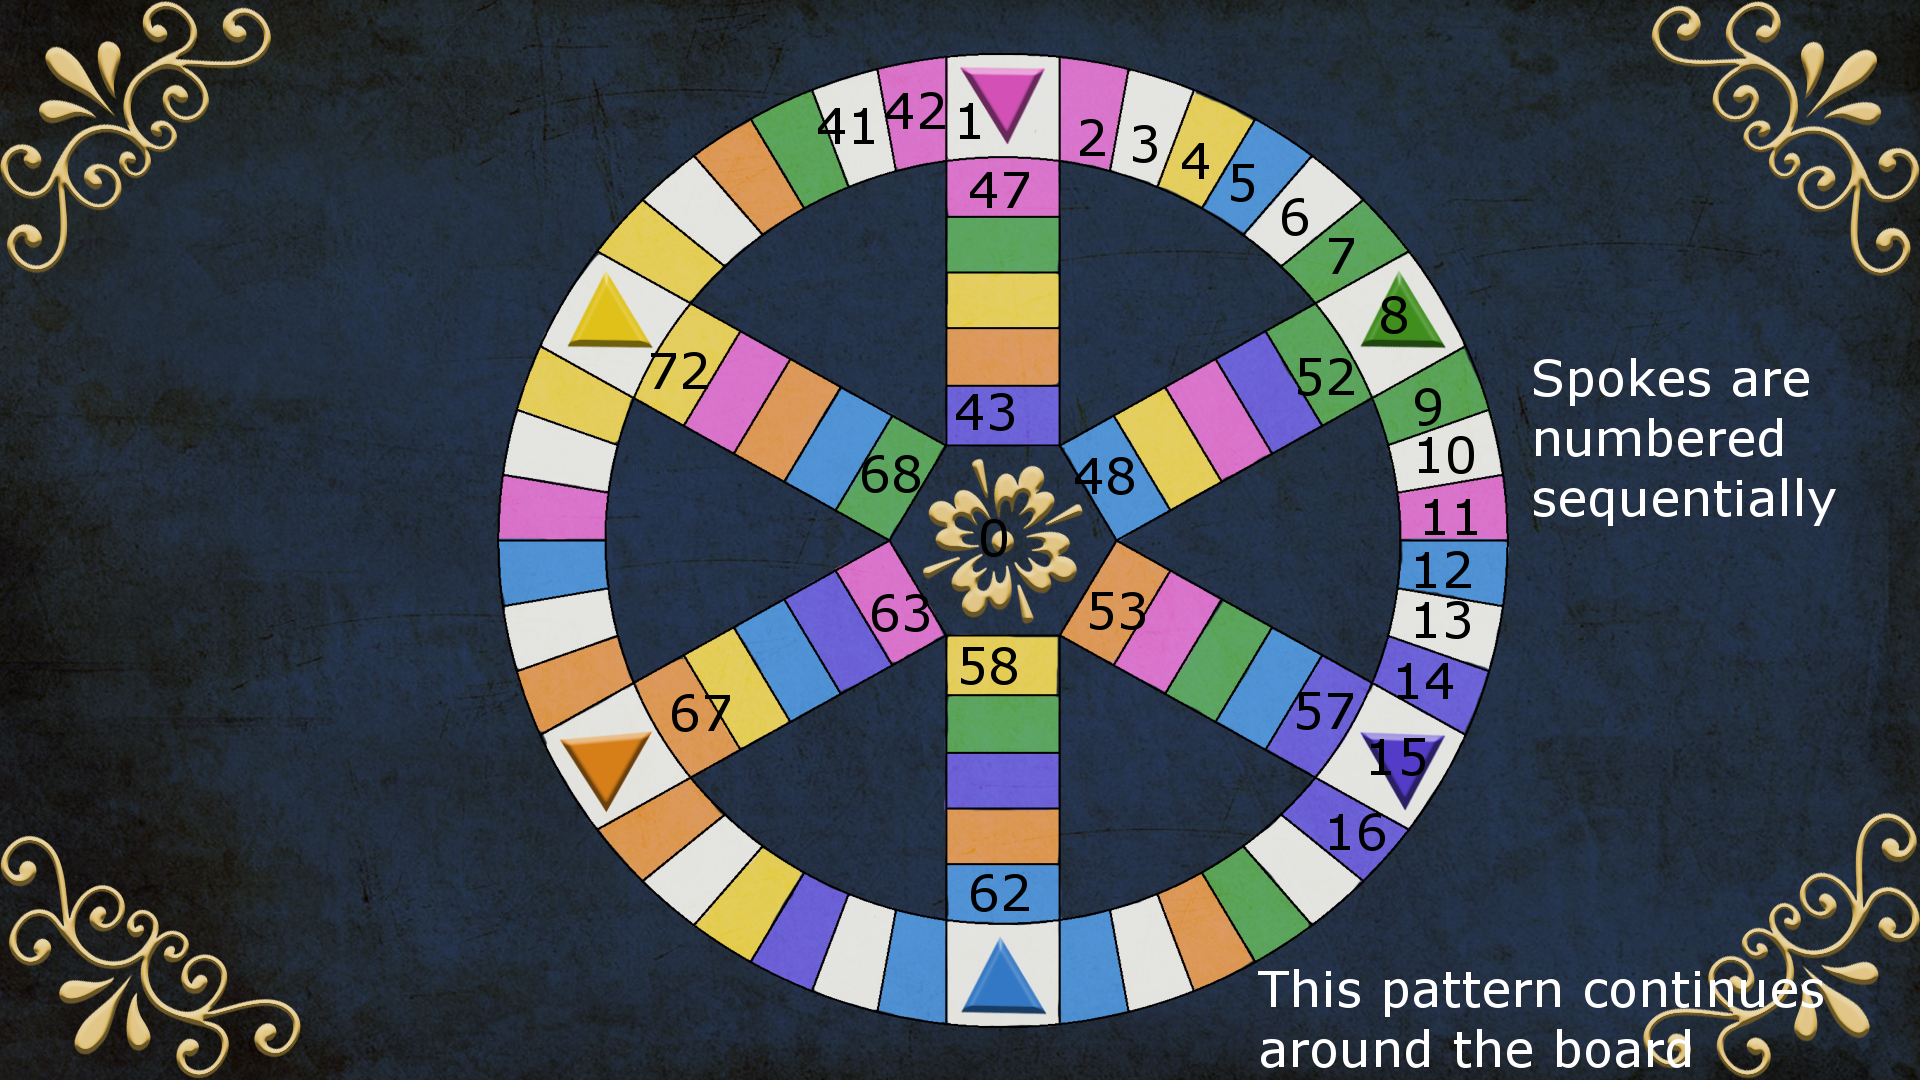 41 42 1 2 3 4 5 6 7
47
8
72 52 9
43
68 48 10
0 11
12
63 53 13
58 14
67 57 15
16
62
Spokes are
numbered
sequentially
This pattern continues
around the board